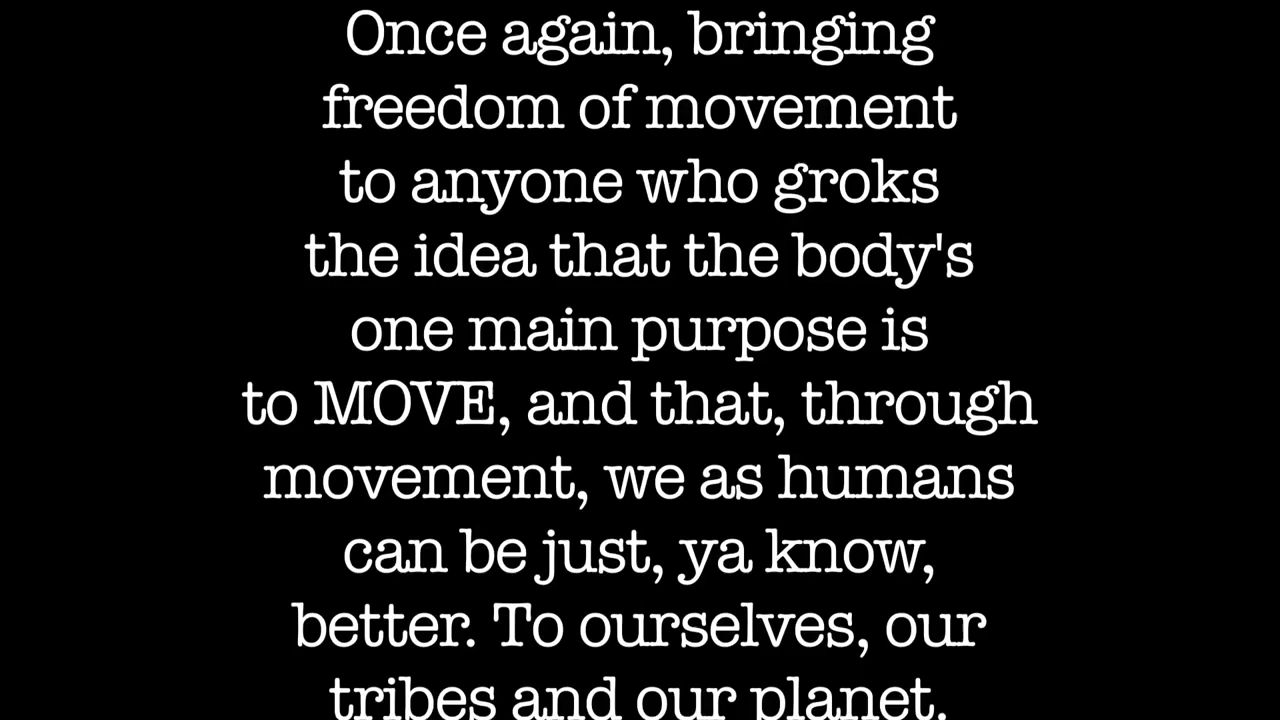 Once again, bringing
freedom of movement
to anyone who groks
the idea that the body's
one main purpose is
to MOVE, and that, through
movement, we as humans
can be just, ya know,
better. To ourselves, our
tribes and our planet.